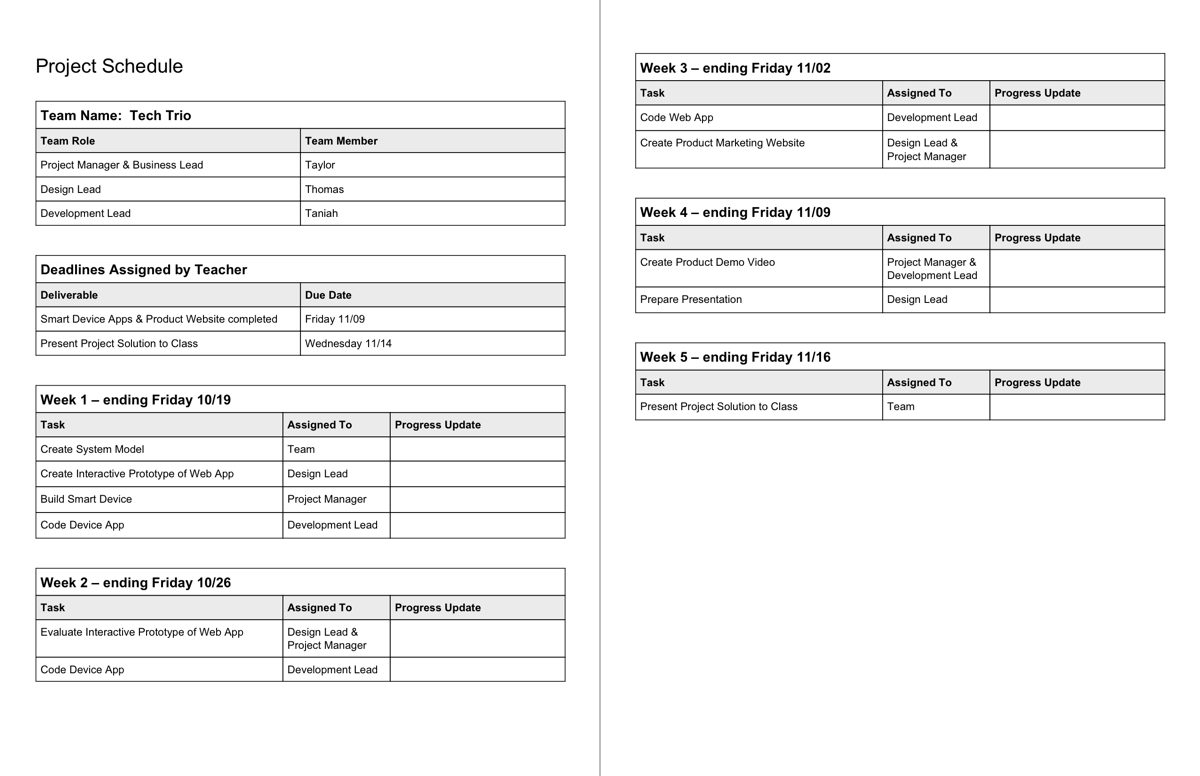 Project Schedule
Team Name:  Tech Trio
Team Role Team Member
Project Manager & Business Lead Taylor
Design Lead Thomas
Development Lead Taniah
Deadlines Assigned by Teacher
Deliverable Due Date
Smart Device Apps & Product Website completed Friday 11/09
Present Project Solution to Class Wednesday 11/14
Week 1 – ending Friday 10/19
Task Assigned To Progress Update
Create System Model Team
Create Interactive Prototype of Web App Design Lead
Build Smart Device Project Manager
Code Device App Development Lead
Week 2 – ending Friday 10/26
Task Assigned To Progress Update
Evaluate Interactive Prototype of Web App Design Lead &
Project Manager
Code Device App Development Lead
Week 3 – ending Friday 11/02
Task Assigned To Progress Update
Code Web App Development Lead
Create Product Marketing Website Design Lead &
Project Manager
Week 4 – ending Friday 11/09
Task Assigned To Progress Update
Create Product Demo Video Project Manager &
Development Lead
Prepare Presentation Design Lead
Week 5 – ending Friday 11/16
Task Assigned To Progress Update
Present Project Solution to Class Team